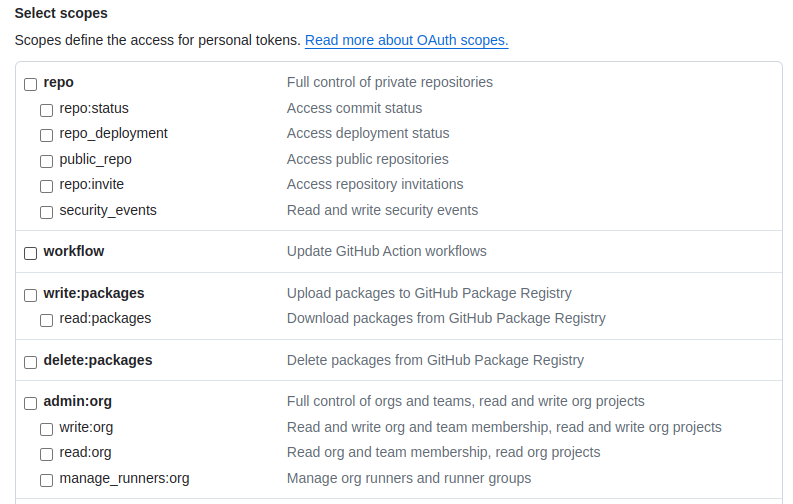 Select scopes
Scopes define the access for personal tokens. Read more about OAuth scopes.
repo Full control of private repositories
repo:status Access commit status
repo_deployment Access deployment status
public_repo Access public repositories
repo:invite Access repository invitations
security_events Read and write security events
workflow Update GitHub Action workflows
write:packages Upload packages to GitHub Package Registry
read:packages Download packages from GitHub Package Registry
delete:packages Delete packages from GitHub Package Registry
admin:org Full control of orgs and teams, read and write org projects
write:org Read and write org and team membership, read and write org projects
read:org Read org and team membership, read org projects
manage_runners:org Manage org runners and runner groups